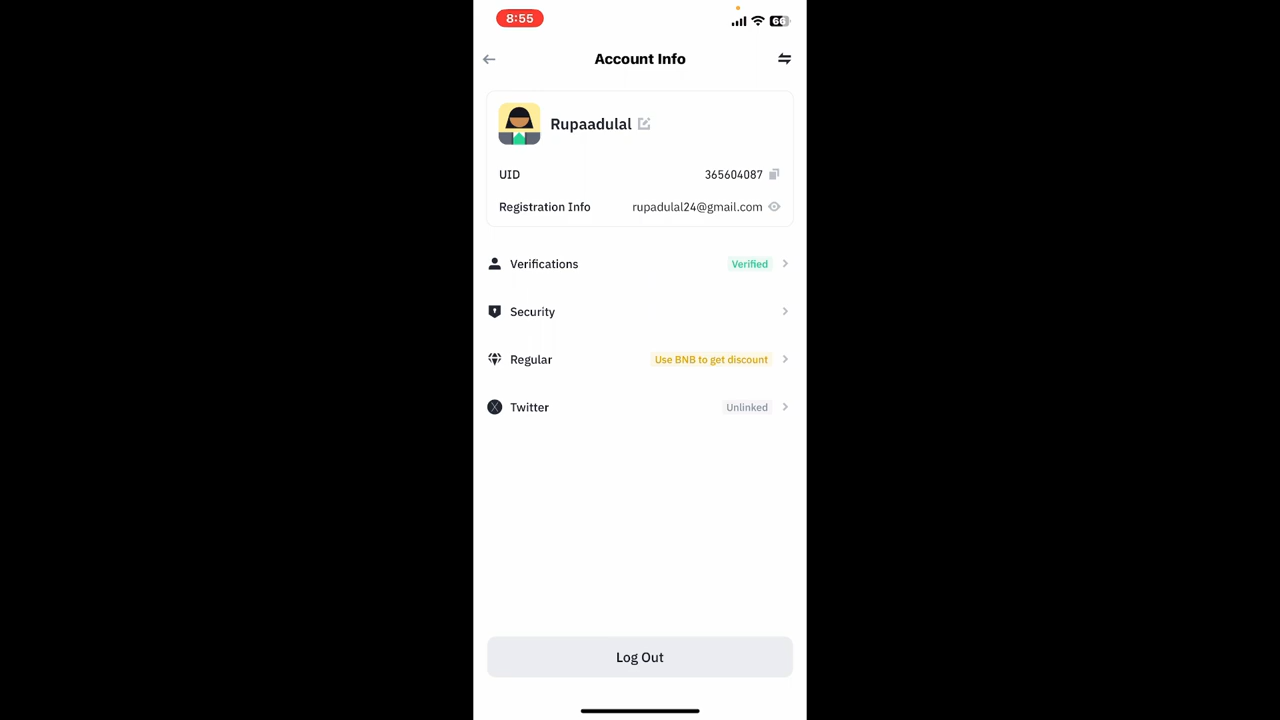 8:55
66
Account Info
Rupaadulal
UID 365604087
Registration Info rupadulal24@gmail.com
Verifications Verified
Security
Regular Use BNB to get discount
Twitter Unlinked
Log Out